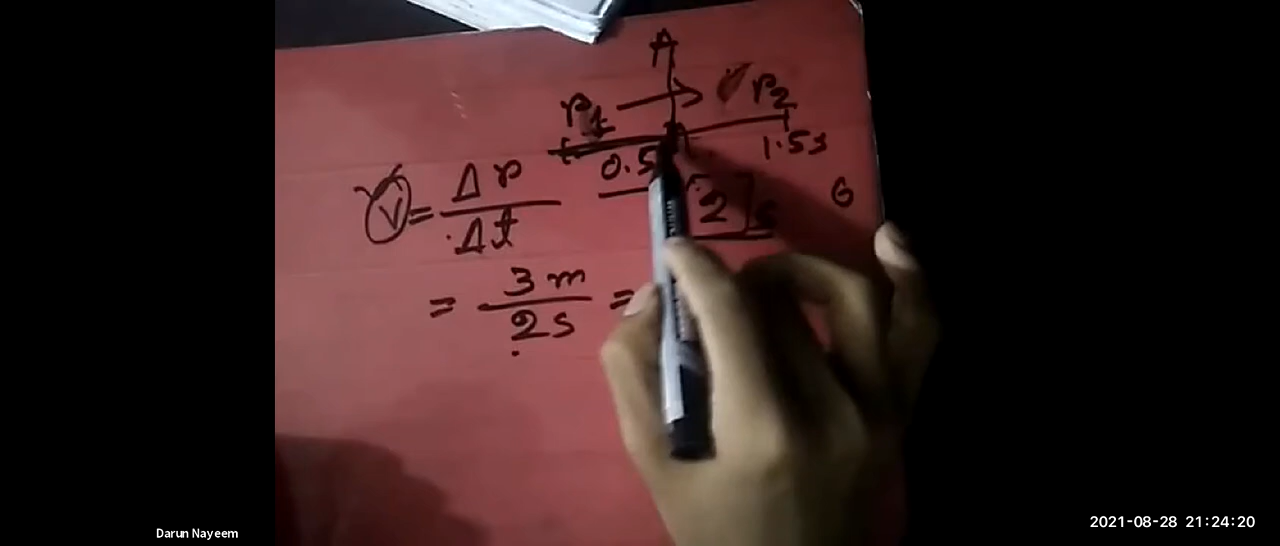 A
r₁ → r₂
0.5 1.5s
2 s 6
V = Δr / Δt
= 3m / 2s =
Darun Nayeem
2021-08-28 21:24:20